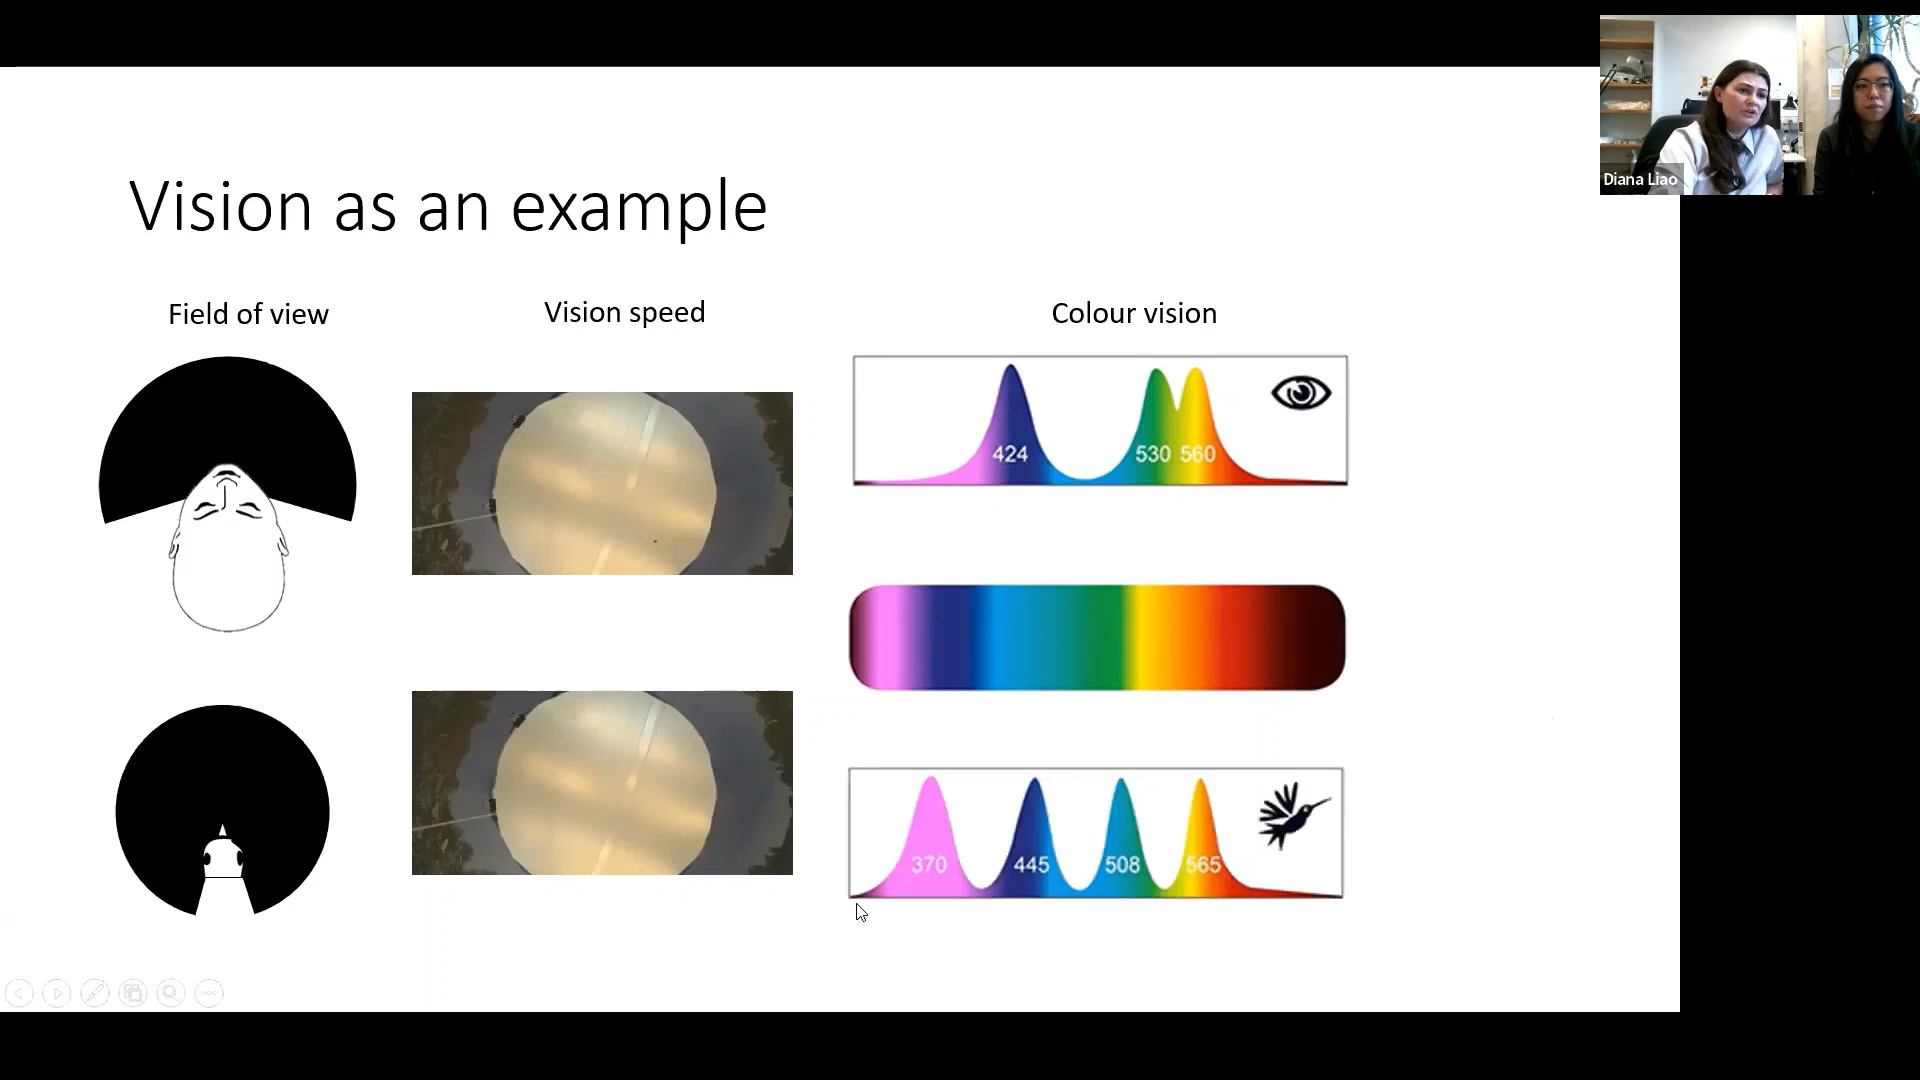 Diana Liao
Vision as an example
Field of view
Vision speed
Colour vision
424
530 560
370
445
508
565